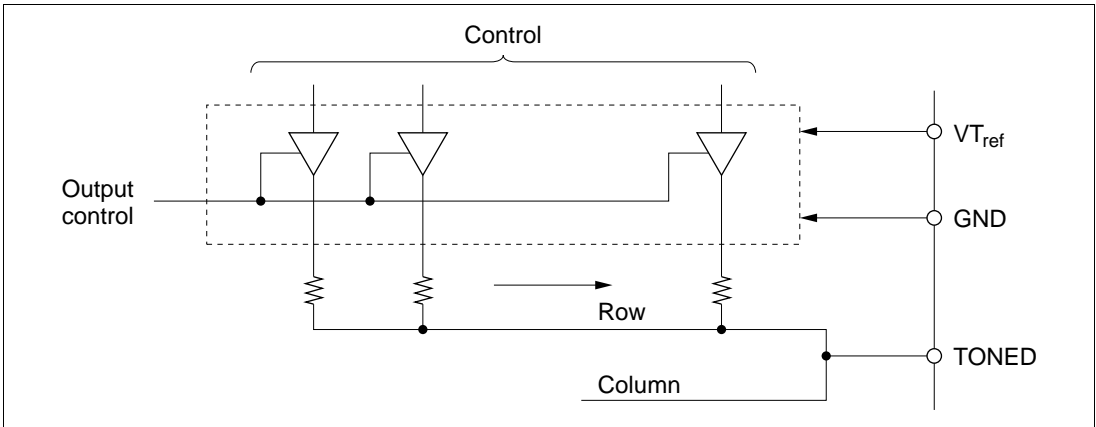 Control
VTref
Output
control
GND
Row
TONED
Column